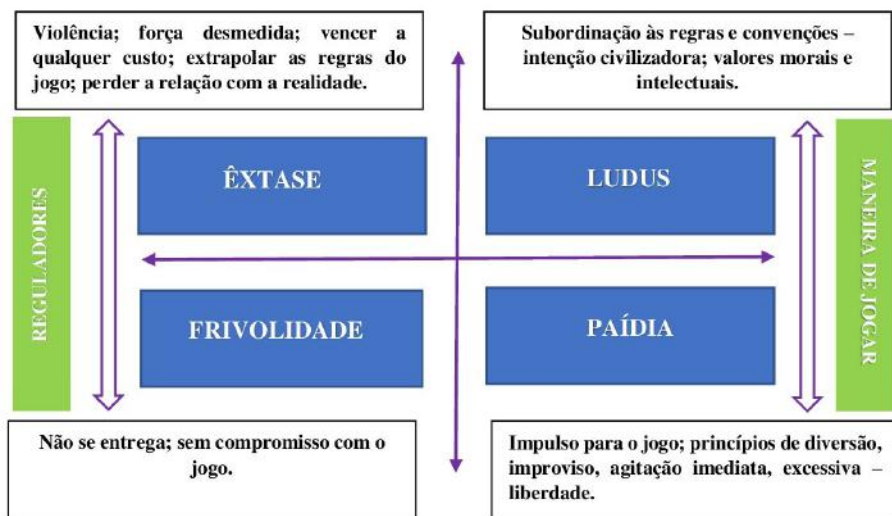 Violência; força desmedida; vencer a
qualquer custo; extrapolar as regras do
jogo; perder a relação com a realidade.
Subordinação às regras e convenções –
intenção civilizadora; valores morais e
intelectuais.
REGULADORES
ÊXTASE
LUDUS
MANEIRA DE JOGAR
FRIVOLIDADE
PAÍDIA
Não se entrega; sem compromisso com o
jogo.
Impulso para o jogo; princípios de diversão,
improviso, agitação imediata, excessiva –
liberdade.